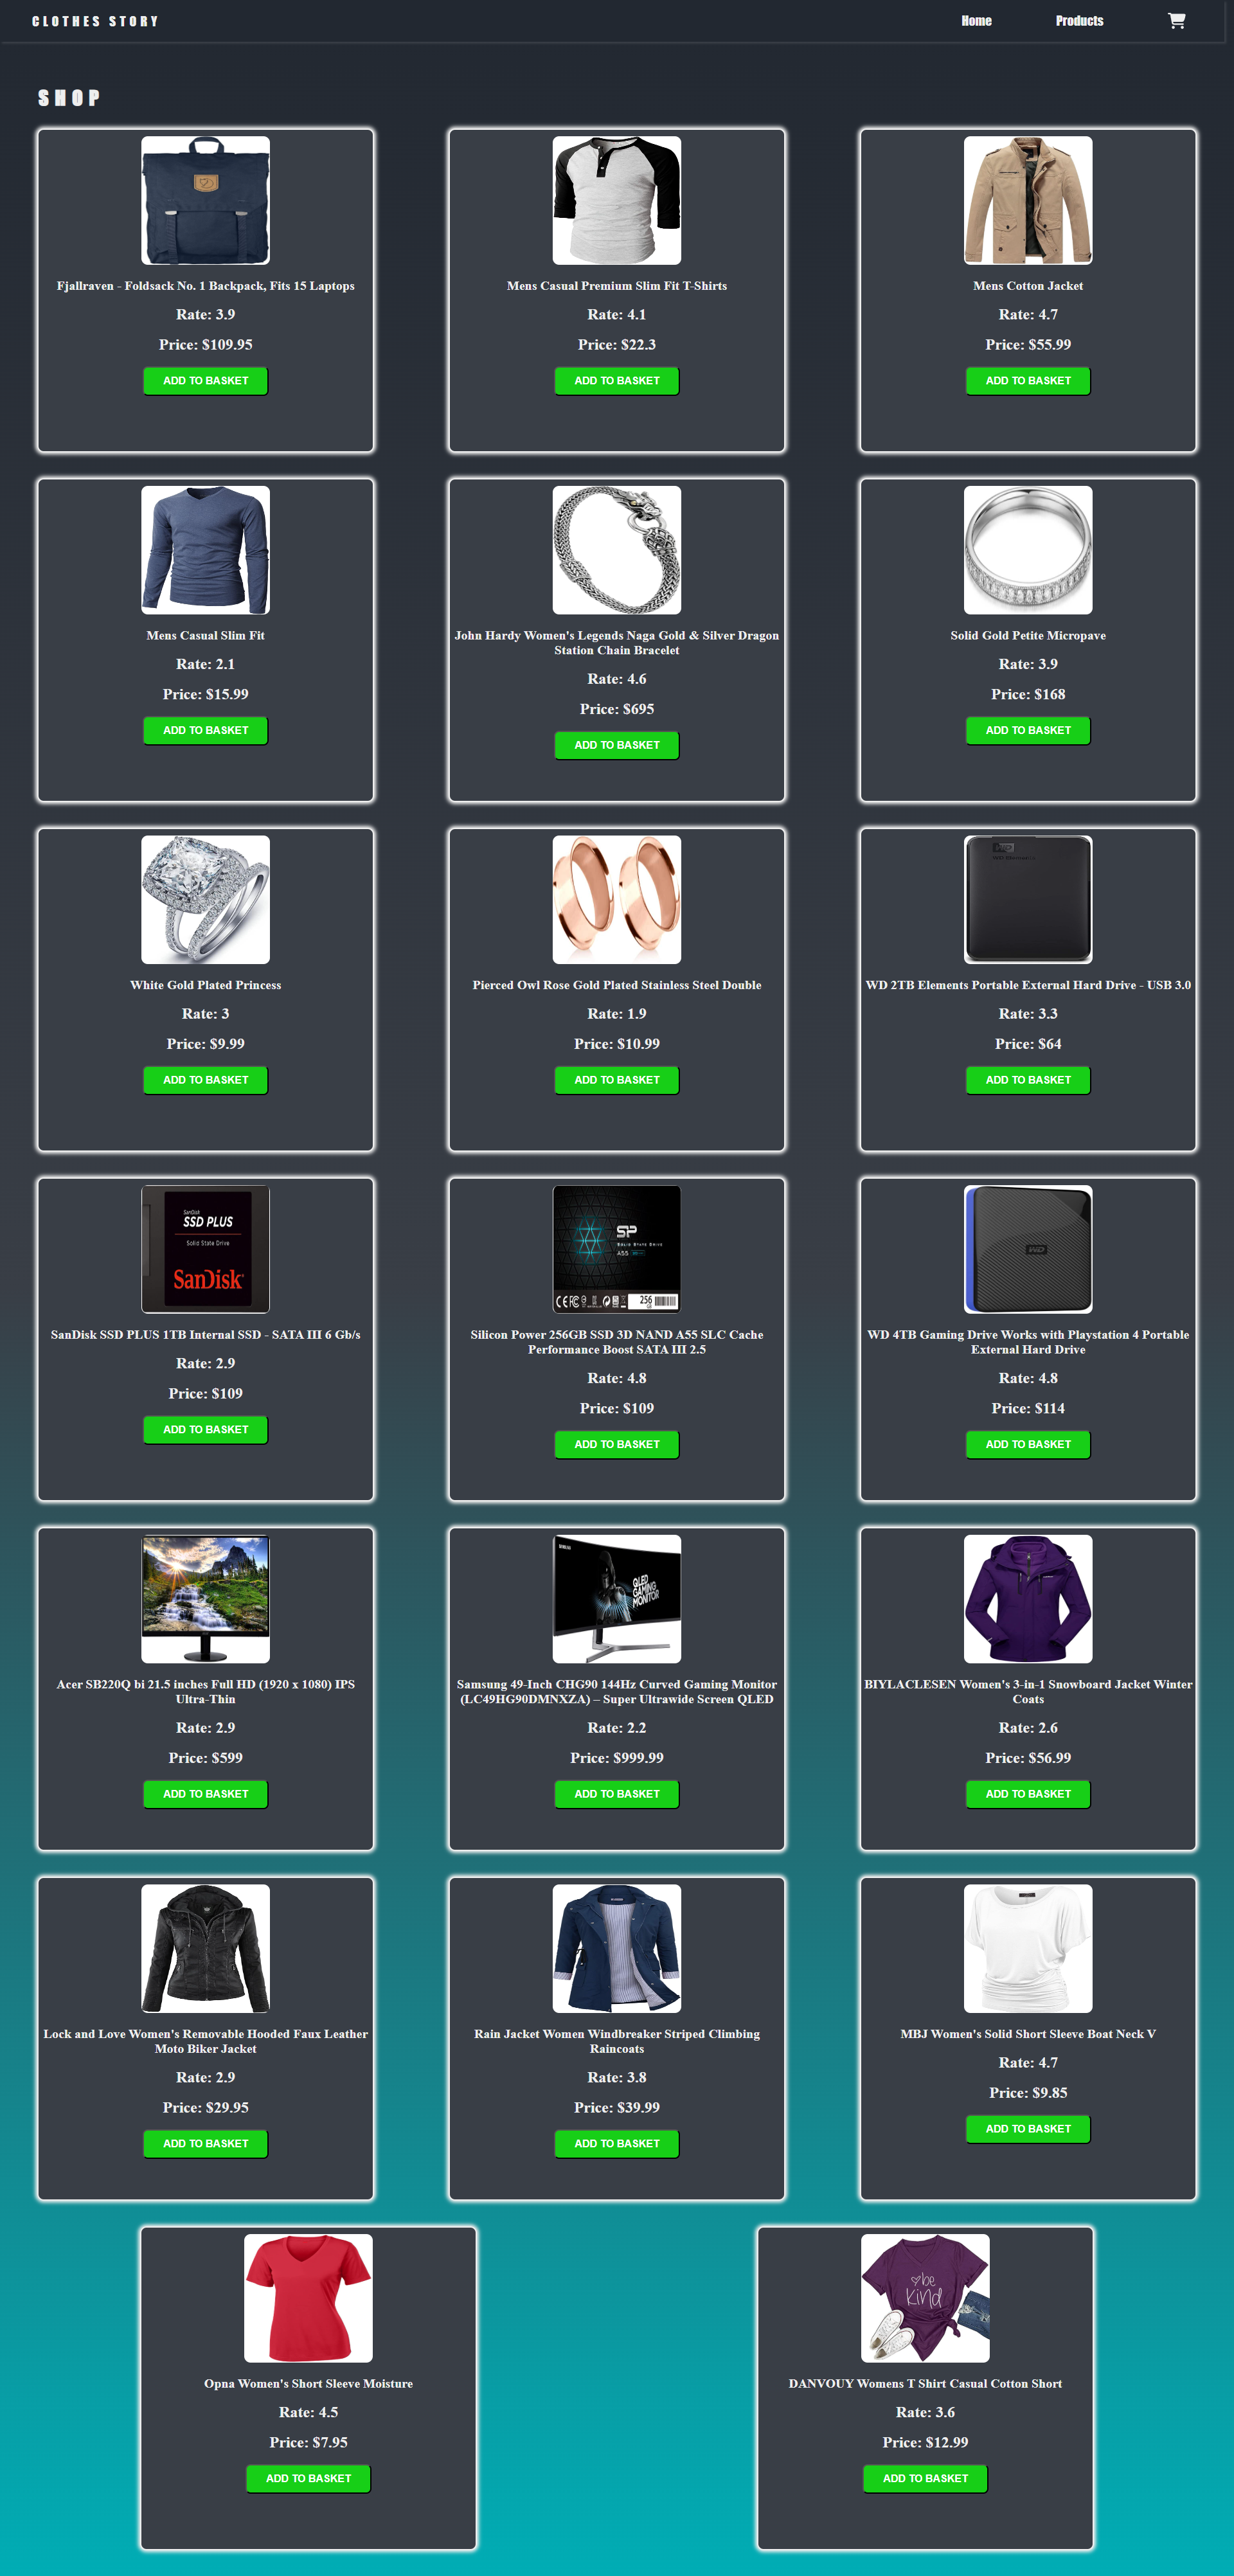 CLOTHES STORY
Home
Products
SHOP
Fjallraven - Foldsack No. 1 Backpack, Fits 15 Laptops
Rate: 3.9
Price: $109.95
ADD TO BASKET
Mens Casual Premium Slim Fit T-Shirts
Rate: 4.1
Price: $22.3
ADD TO BASKET
Mens Cotton Jacket
Rate: 4.7
Price: $55.99
ADD TO BASKET
Mens Casual Slim Fit
Rate: 2.1
Price: $15.99
ADD TO BASKET
John Hardy Women's Legends Naga Gold & Silver Dragon
Station Chain Bracelet
Rate: 4.6
Price: $695
ADD TO BASKET
Solid Gold Petite Micropave
Rate: 3.9
Price: $168
ADD TO BASKET
White Gold Plated Princess
Rate: 3
Price: $9.99
ADD TO BASKET
Pierced Owl Rose Gold Plated Stainless Steel Double
Rate: 1.9
Price: $10.99
ADD TO BASKET
WD 2TB Elements Portable External Hard Drive - USB 3.0
Rate: 3.3
Price: $64
ADD TO BASKET
SanDisk
SSD PLUS
Solid State Drive
SanDisk
SanDisk SSD PLUS 1TB Internal SSD - SATA III 6 Gb/s
Rate: 2.9
Price: $109
ADD TO BASKET
SP
SOLID STATE DRIVE
A55
256
Silicon Power 256GB SSD 3D NAND A55 SLC Cache
Performance Boost SATA III 2.5
Rate: 4.8
Price: $109
ADD TO BASKET
WD
WD 4TB Gaming Drive Works with Playstation 4 Portable
External Hard Drive
Rate: 4.8
Price: $114
ADD TO BASKET
Acer SB220Q bi 21.5 inches Full HD (1920 x 1080) IPS
Ultra-Thin
Rate: 2.9
Price: $599
ADD TO BASKET
QLED
GAMING
MONITOR
Samsung 49-Inch CHG90 144Hz Curved Gaming Monitor
(LC49HG90DMNXZA) – Super Ultrawide Screen QLED
Rate: 2.2
Price: $999.99
ADD TO BASKET
BIYLACLESEN Women's 3-in-1 Snowboard Jacket Winter
Coats
Rate: 2.6
Price: $56.99
ADD TO BASKET
Lock and Love Women's Removable Hooded Faux Leather
Moto Biker Jacket
Rate: 2.9
Price: $29.95
ADD TO BASKET
Rain Jacket Women Windbreaker Striped Climbing
Raincoats
Rate: 3.8
Price: $39.99
ADD TO BASKET
MBJ Women's Solid Short Sleeve Boat Neck V
Rate: 4.7
Price: $9.85
ADD TO BASKET
Opna Women's Short Sleeve Moisture
Rate: 4.5
Price: $7.95
ADD TO BASKET
be
kind
DANVOUY Womens T Shirt Casual Cotton Short
Rate: 3.6
Price: $12.99
ADD TO BASKET